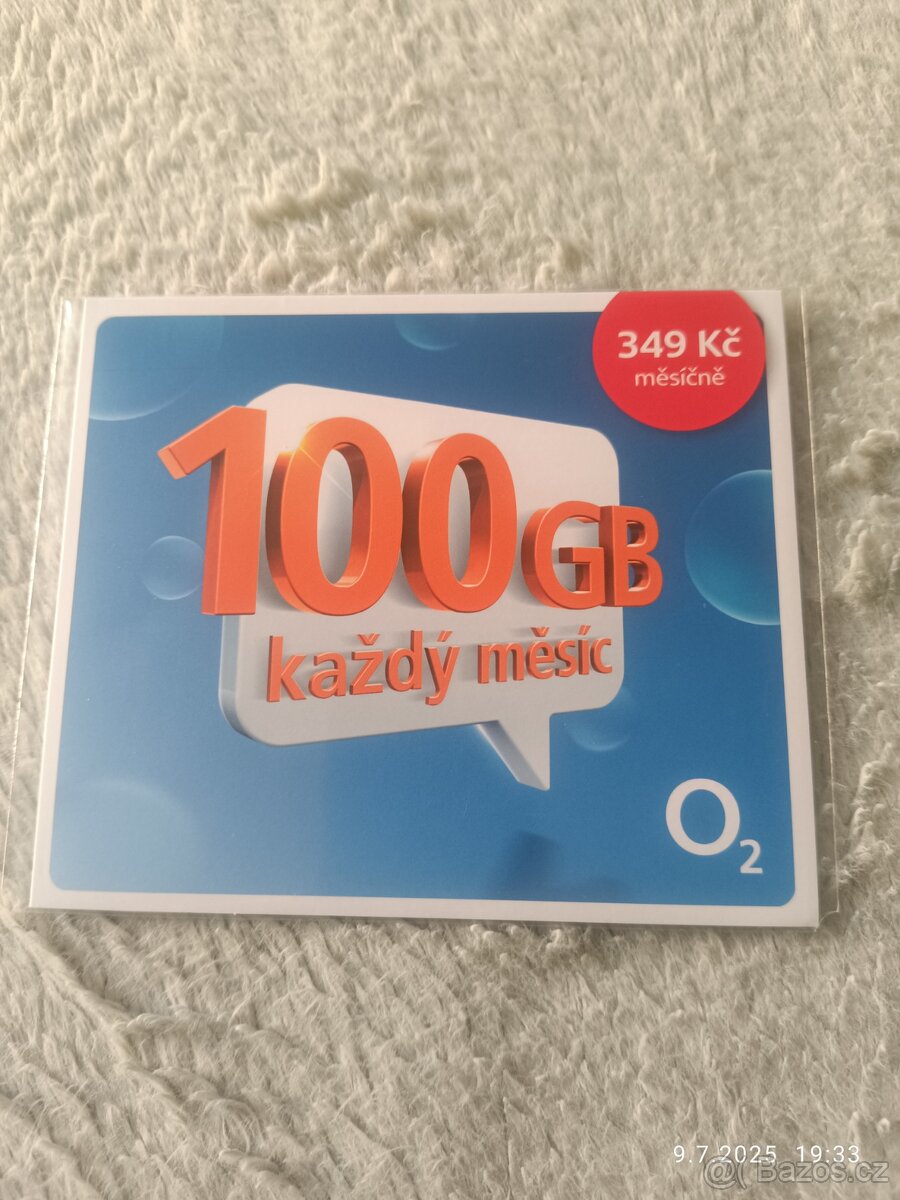 349 Kč
měsíčně
100GB
každý měsíc
O2
9.7.2025 19:33
@ Bazos.cz